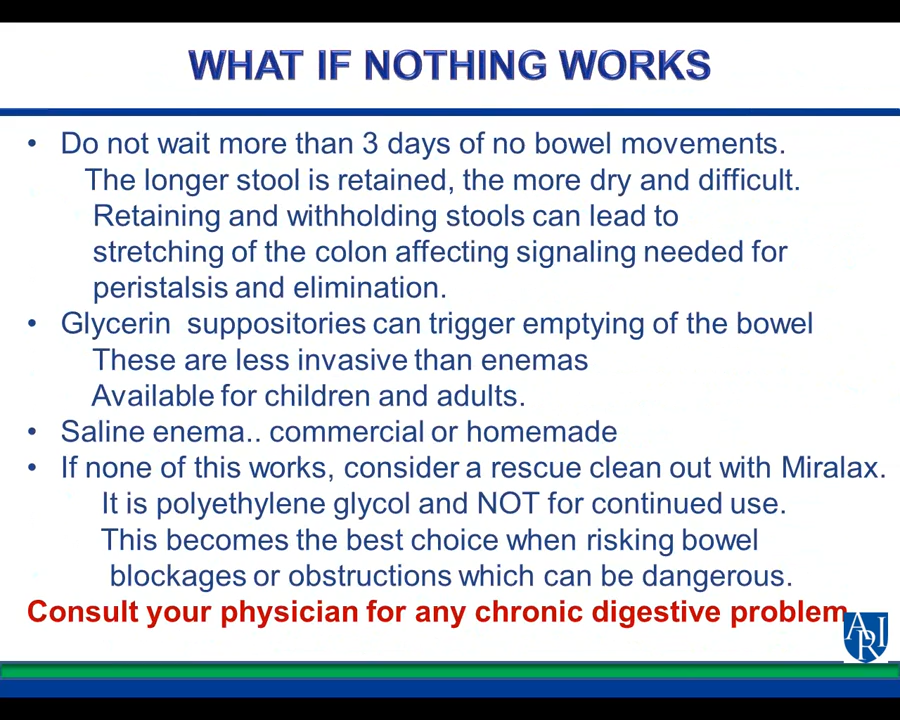 WHAT IF NOTHING WORKS
• Do not wait more than 3 days of no bowel movements.
The longer stool is retained, the more dry and difficult.
Retaining and withholding stools can lead to
stretching of the colon affecting signaling needed for
peristalsis and elimination.
• Glycerin suppositories can trigger emptying of the bowel
These are less invasive than enemas
Available for children and adults.
• Saline enema.. commercial or homemade
• If none of this works, consider a rescue clean out with Miralax.
It is polyethylene glycol and NOT for continued use.
This becomes the best choice when risking bowel
blockages or obstructions which can be dangerous.
Consult your physician for any chronic digestive problem
ARI